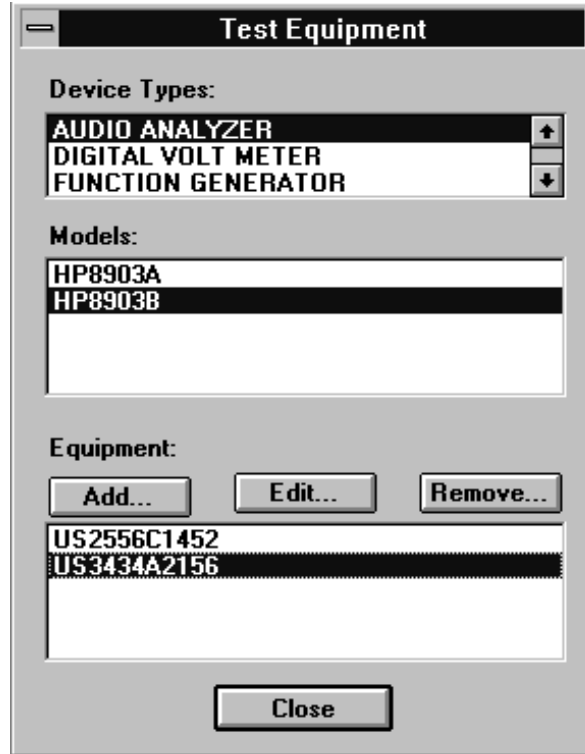 Test Equipment
Device Types:
AUDIO ANALYZER
DIGITAL VOLT METER
FUNCTION GENERATOR
Models:
HP8903A
HP8903B
Equipment:
Add... Edit... Remove...
US2556C1452
US3434A2156
Close